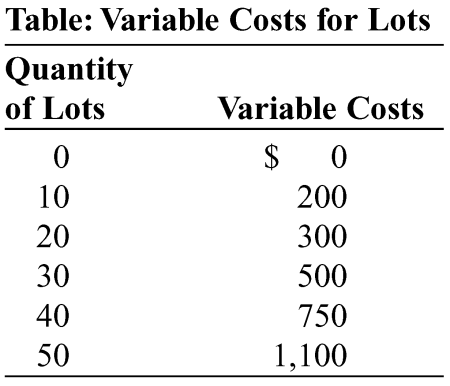 Table: Variable Costs for Lots
Quantity
of Lots Variable Costs
0 $ 0
10 200
20 300
30 500
40 750
50 1,100